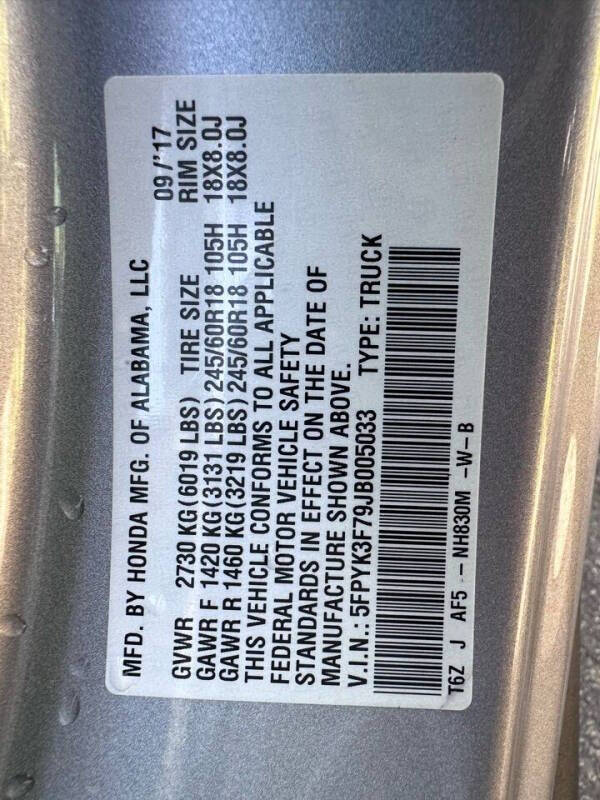 MFD. BY HONDA MFG. OF ALABAMA, LLC 09/'17
GVWR 2730 KG (6019 LBS) TIRE SIZE RIM SIZE
GAWR F 1420 KG (3131 LBS) 245/60R18 105H 18X8.0J
GAWR R 1460 KG (3219 LBS) 245/60R18 105H 18X8.0J
THIS VEHICLE CONFORMS TO ALL APPLICABLE
FEDERAL MOTOR VEHICLE SAFETY
STANDARDS IN EFFECT ON THE DATE OF
MANUFACTURE SHOWN ABOVE.
V.I.N.: 5FPYK3F79JB005033 TYPE: TRUCK
T6Z J AF5 -- NH830M -W-B